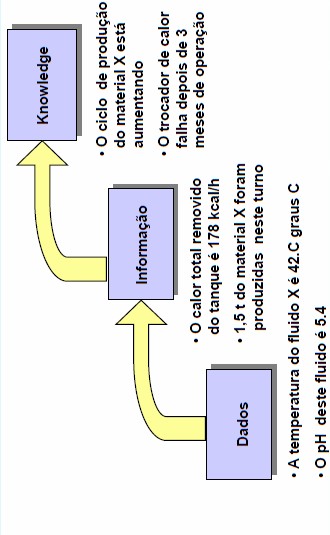 Knowledge
• O ciclo de produção
do material X está
aumentando
• O trocador de calor
falha depois de 3
meses de operação
Informação
• O calor total removido
do tanque é 178 kcal/h
• 1,5 t do material X foram
produzidas neste turno
Dados
• A temperatura do fluido X é 42.C graus C
• O pH deste fluido é 5.4